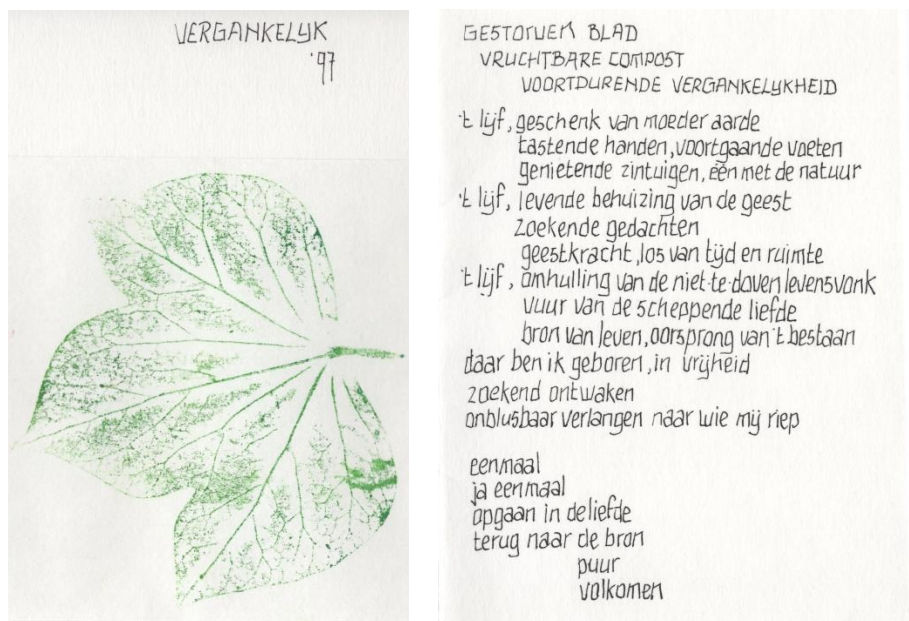 VERGANKELIJK
'97
GESTORVEN BLAD
VRUCHTBARE COMPOST
VOORTDURENDE VERGANKELIJKHEID
't lijf, geschenk van moeder aarde
tastende handen, voortgaande voeten
genietende zintuigen, één met de natuur
't lijf, levende behuizing van de geest
zoekende gedachten
geestkracht, los van tijd en ruimte
't lijf, omhulling van de niet-te-doven levensvonk
vuur van de scheppende liefde
bron van leven, oorsprong van 't bestaan
daar ben ik geboren, in vrijheid
zoekend ontwaken
onblusbaar verlangen naar wie mij riep
eenmaal
ja eenmaal
opgaan in de liefde
terug naar de bron
puur
volkomen